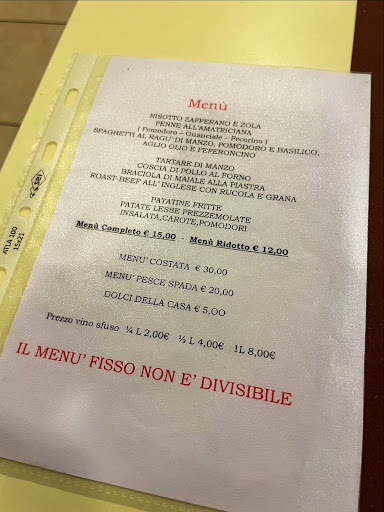 Menù
RISOTTO ZAFFERANO E ZOLA
PENNE ALL'AMATRICIANA
( Pomodoro – Guanciale – Pecorino )
SPAGHETTI AL RAGU' DI MANZO, POMODORO E BASILICO,
AGLIO OLIO E PEPERONCINO
TARTARE DI MANZO
COSCIA DI POLLO AL FORNO
BRACIOLA DI MAIALE ALLA PIASTRA
ROAST-BEEF ALL'INGLESE CON RUCOLA E GRANA
PATATINE FRITTE
PATATE LESSE PREZZEMOLATE
INSALATA,CAROTE,POMODORI
Menù Completo € 15,00 - Menù Ridotto € 12,00
MENU' COSTATA € 30,00
MENU' PESCE SPADA € 20,00
DOLCI DELLA CASA € 5,OO
Prezzo vino sfuso ¼ L 2,00€ ½ L 4,00€ 1L 8,00€
IL MENU' FISSO NON E' DIVISIBILE
ATLA 100
15x21